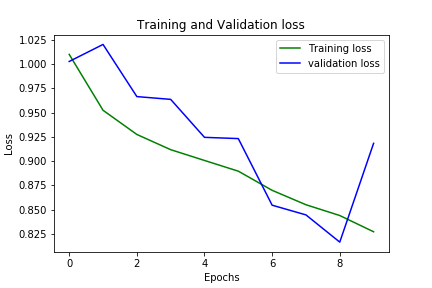 Training and Validation loss
Training loss
validation loss
1.025
1.000
0.975
0.950
0.925
0.900
0.875
0.850
0.825
Loss
0 2 4 6 8
Epochs